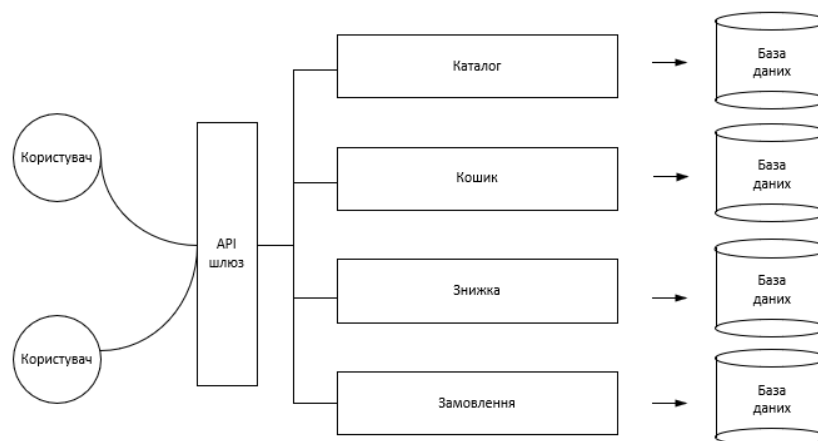 Каталог
База
даних
Користувач
Кошик
База
даних
API
шлюз
Знижка
База
даних
Користувач
Замовлення
База
даних